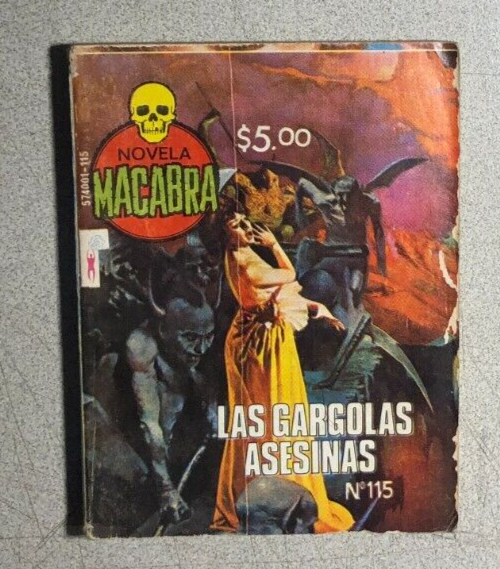 NOVELA
MACABRA
$5.00
574001-115
LAS GARGOLAS
ASESINAS
Nº115